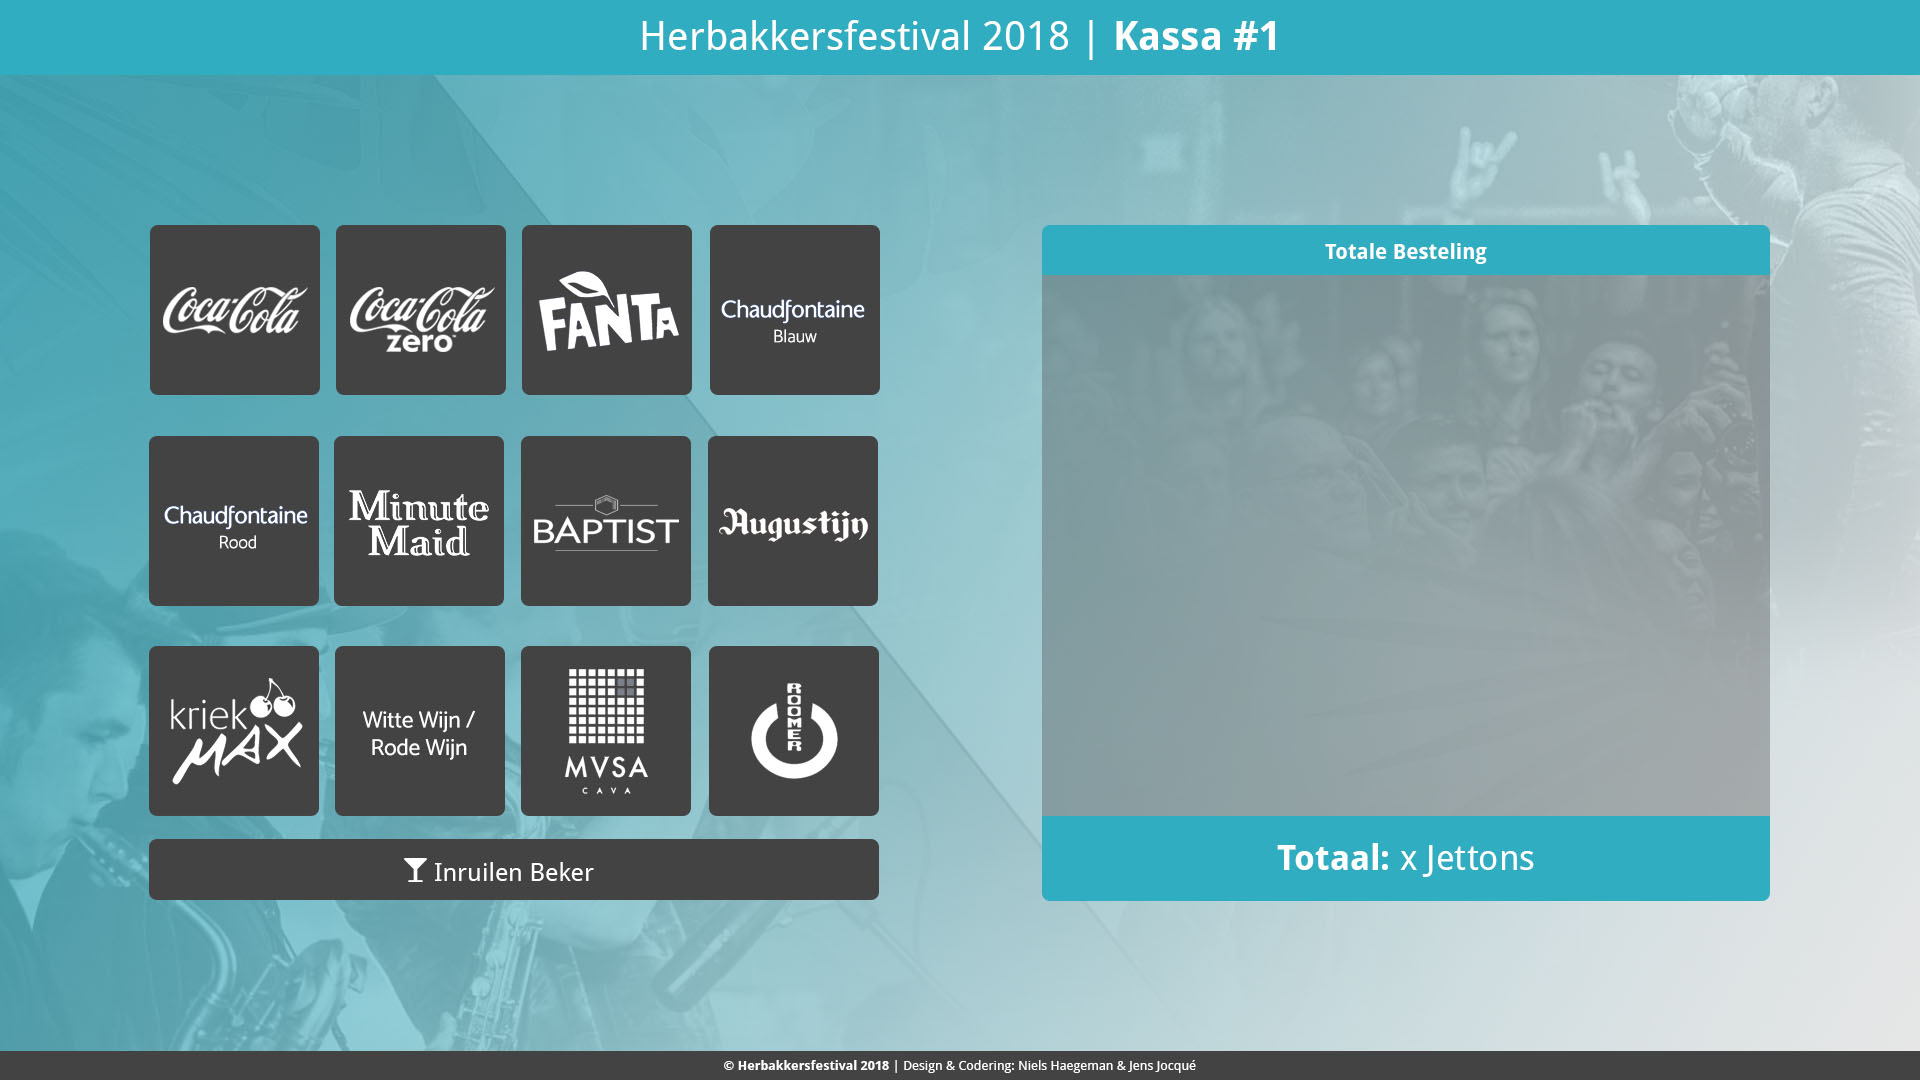 Herbakkersfestival 2018 | Kassa #1
Coca-Cola
Coca-Cola
zero™
FANTA
Chaudfontaine
Blauw
Chaudfontaine
Rood
Minute
Maid
BAPTIST
Augustijn
kriek
MAX
Witte Wijn /
Rode Wijn
MVSA
CAVA
ROOMER
Inruilen Beker
Totale Besteling
Totaal: x Jettons
© Herbakkersfestival 2018 | Design & Codering: Niels Haegeman & Jens Jocqué